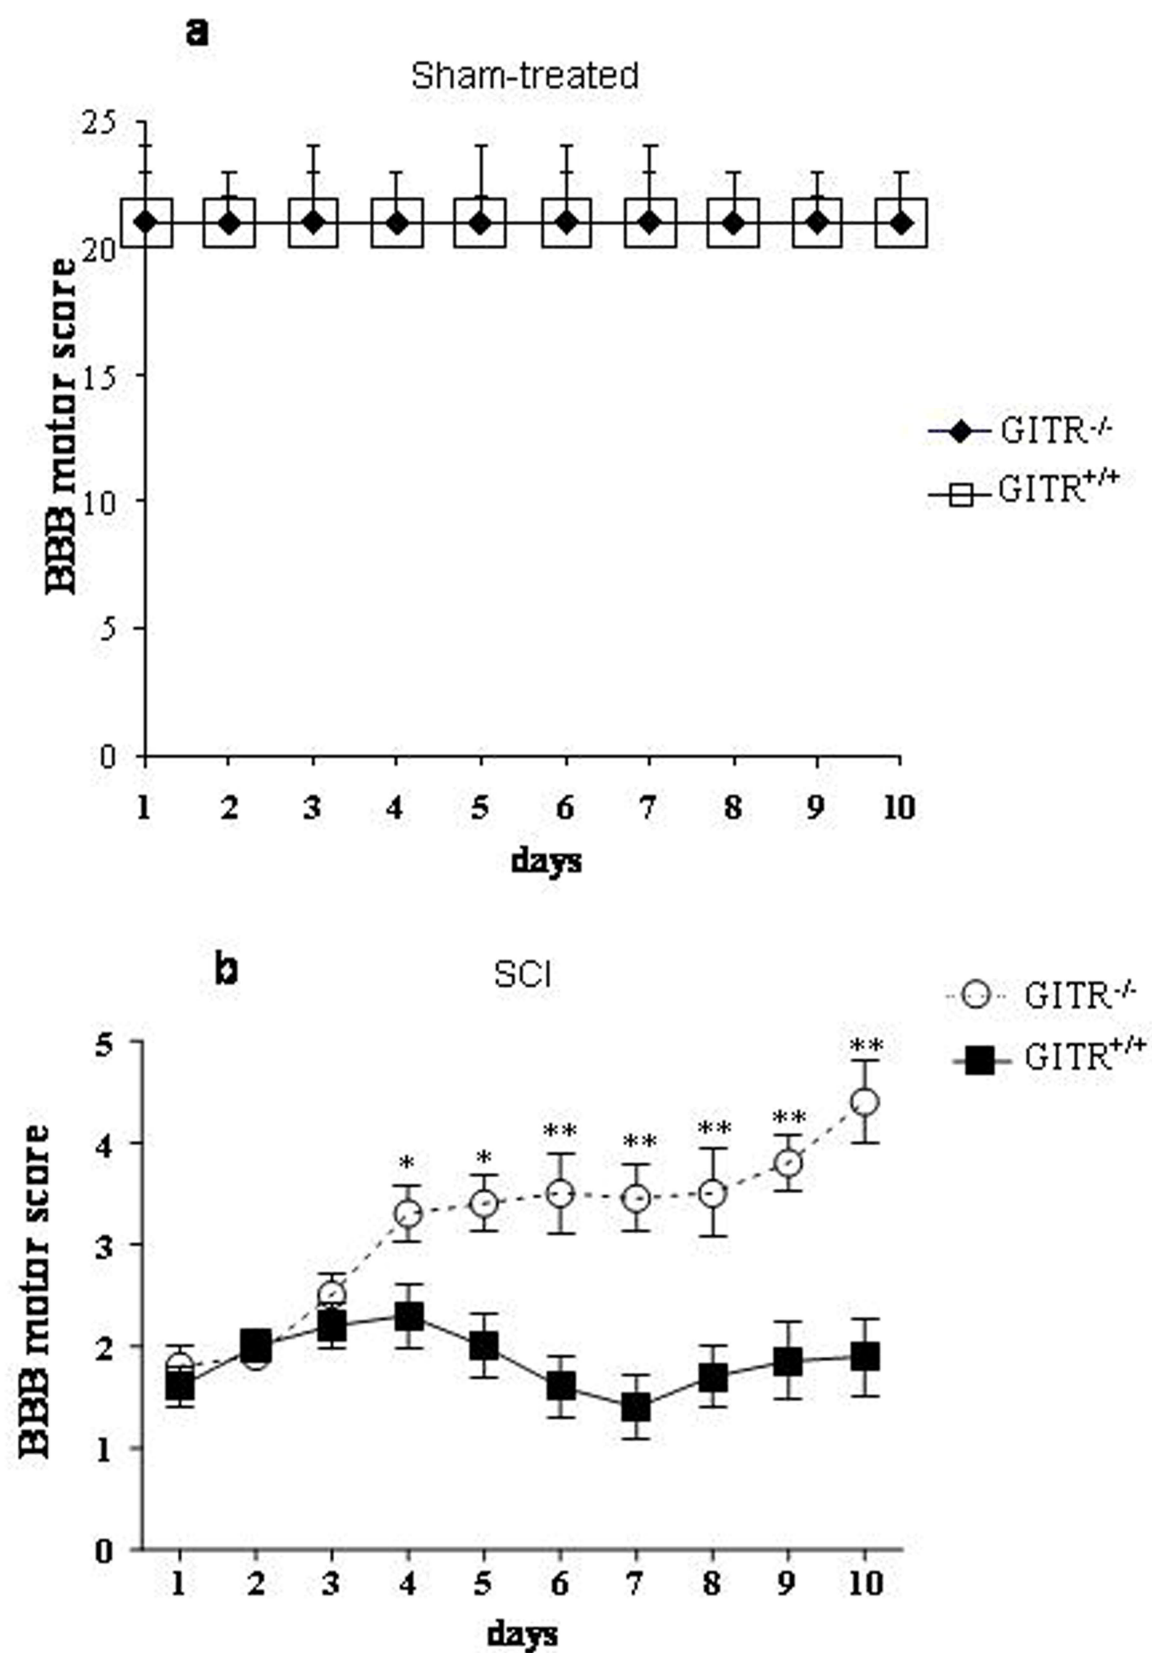 a
Sham-treated
25
20
15
10
5
0
BBB motor score
1 2 3 4 5 6 7 8 9 10
days
GITR-/-
GITR+/+
b
SCI
GITR-/-
GITR+/+
5
4
3
2
1
0
BBB motor score
* * ** ** ** ** **
1 2 3 4 5 6 7 8 9 10
days